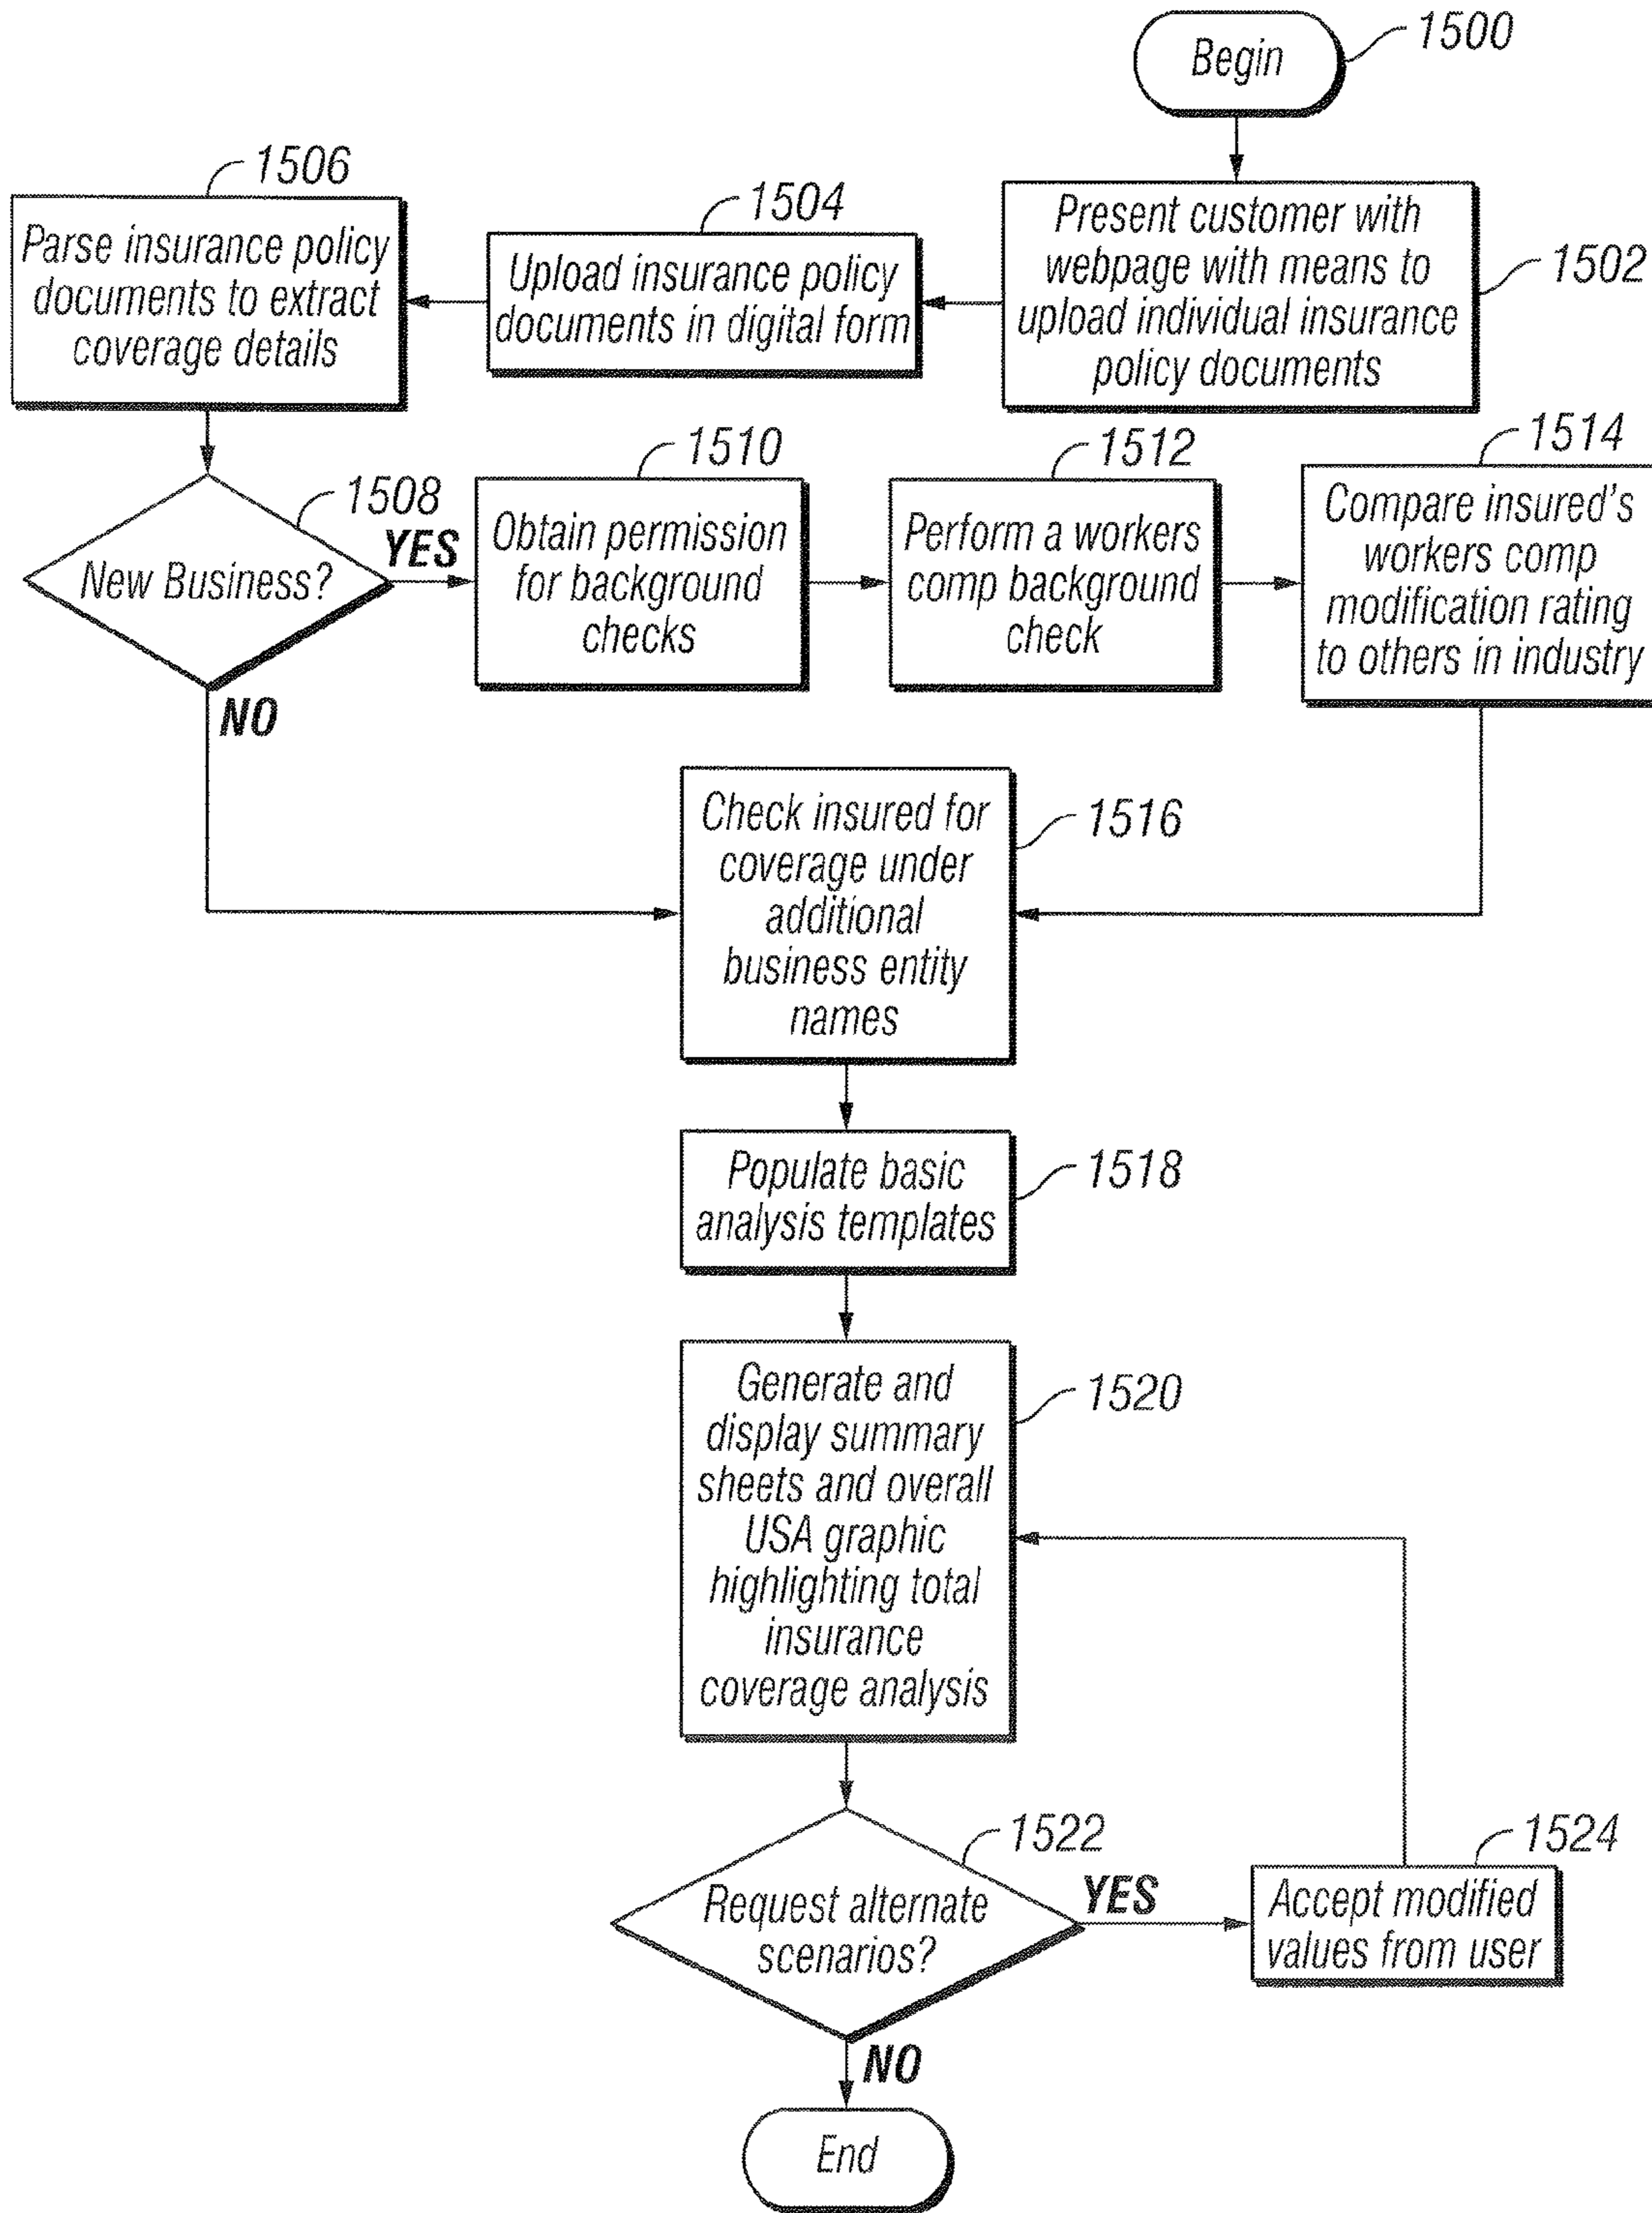 Begin
1500
Present customer with
webpage with means to
upload individual insurance
policy documents
1502
1504
Upload insurance policy
documents in digital form
1506
Parse insurance policy
documents to extract
coverage details
1508
New Business?
YES
NO
1510
Obtain permission
for background
checks
1512
Perform a workers
comp background
check
1514
Compare insured's
workers comp
modification rating
to others in industry
1516
Check insured for
coverage under
additional
business entity
names
1518
Populate basic
analysis templates
1520
Generate and
display summary
sheets and overall
USA graphic
highlighting total
insurance
coverage analysis
1522
Request alternate
scenarios?
YES
NO
1524
Accept modified
values from user
End